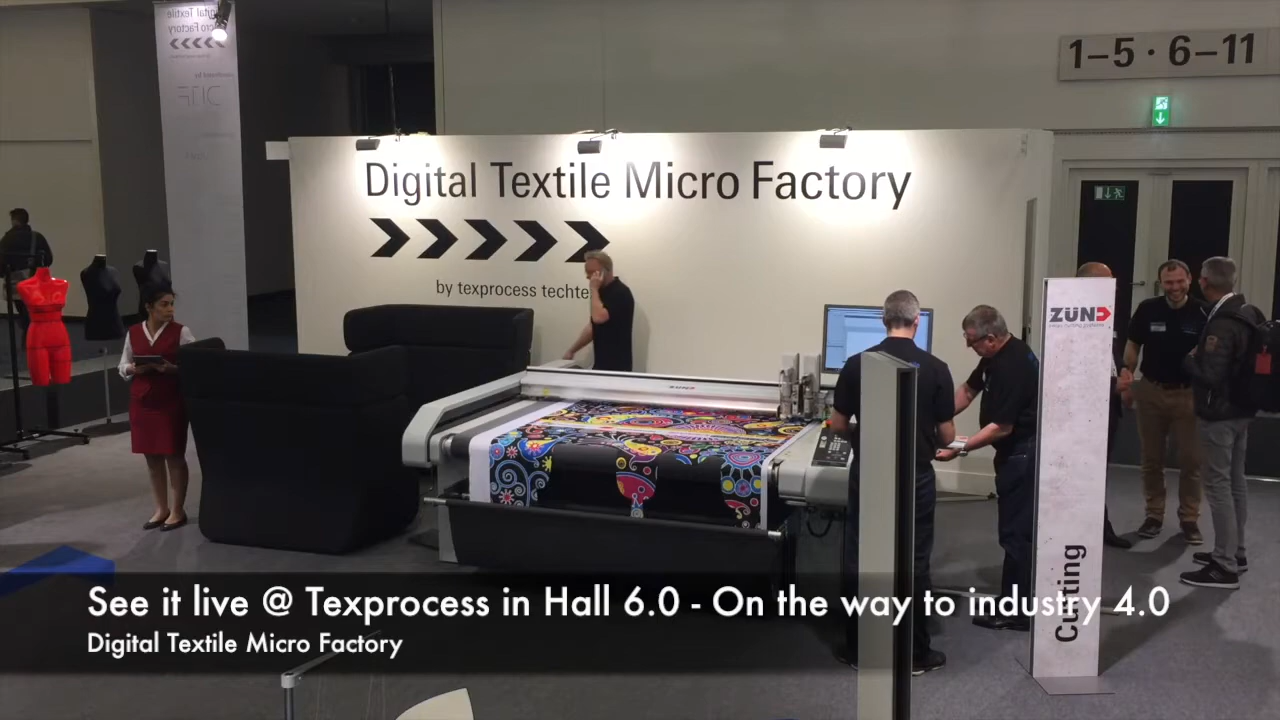 1–5 · 6–11
Digital Textile Micro Factory
by texprocess techte
ZÜND
ZÜND
Cutting
See it live @ Texprocess in Hall 6.0 - On the way to industry 4.0
Digital Textile Micro Factory